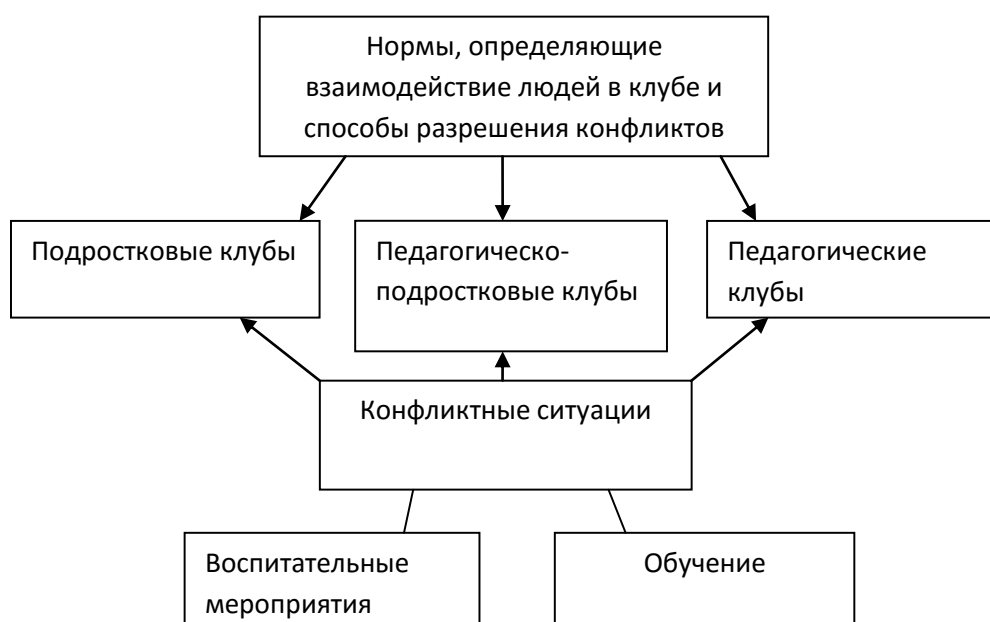 Нормы, определяющие
взаимодействие людей в клубе и
способы разрешения конфликтов
Подростковые клубы
Педагогическо-
подростковые клубы
Педагогические
клубы
Конфликтные ситуации
Воспитательные
мероприятия
Обучение